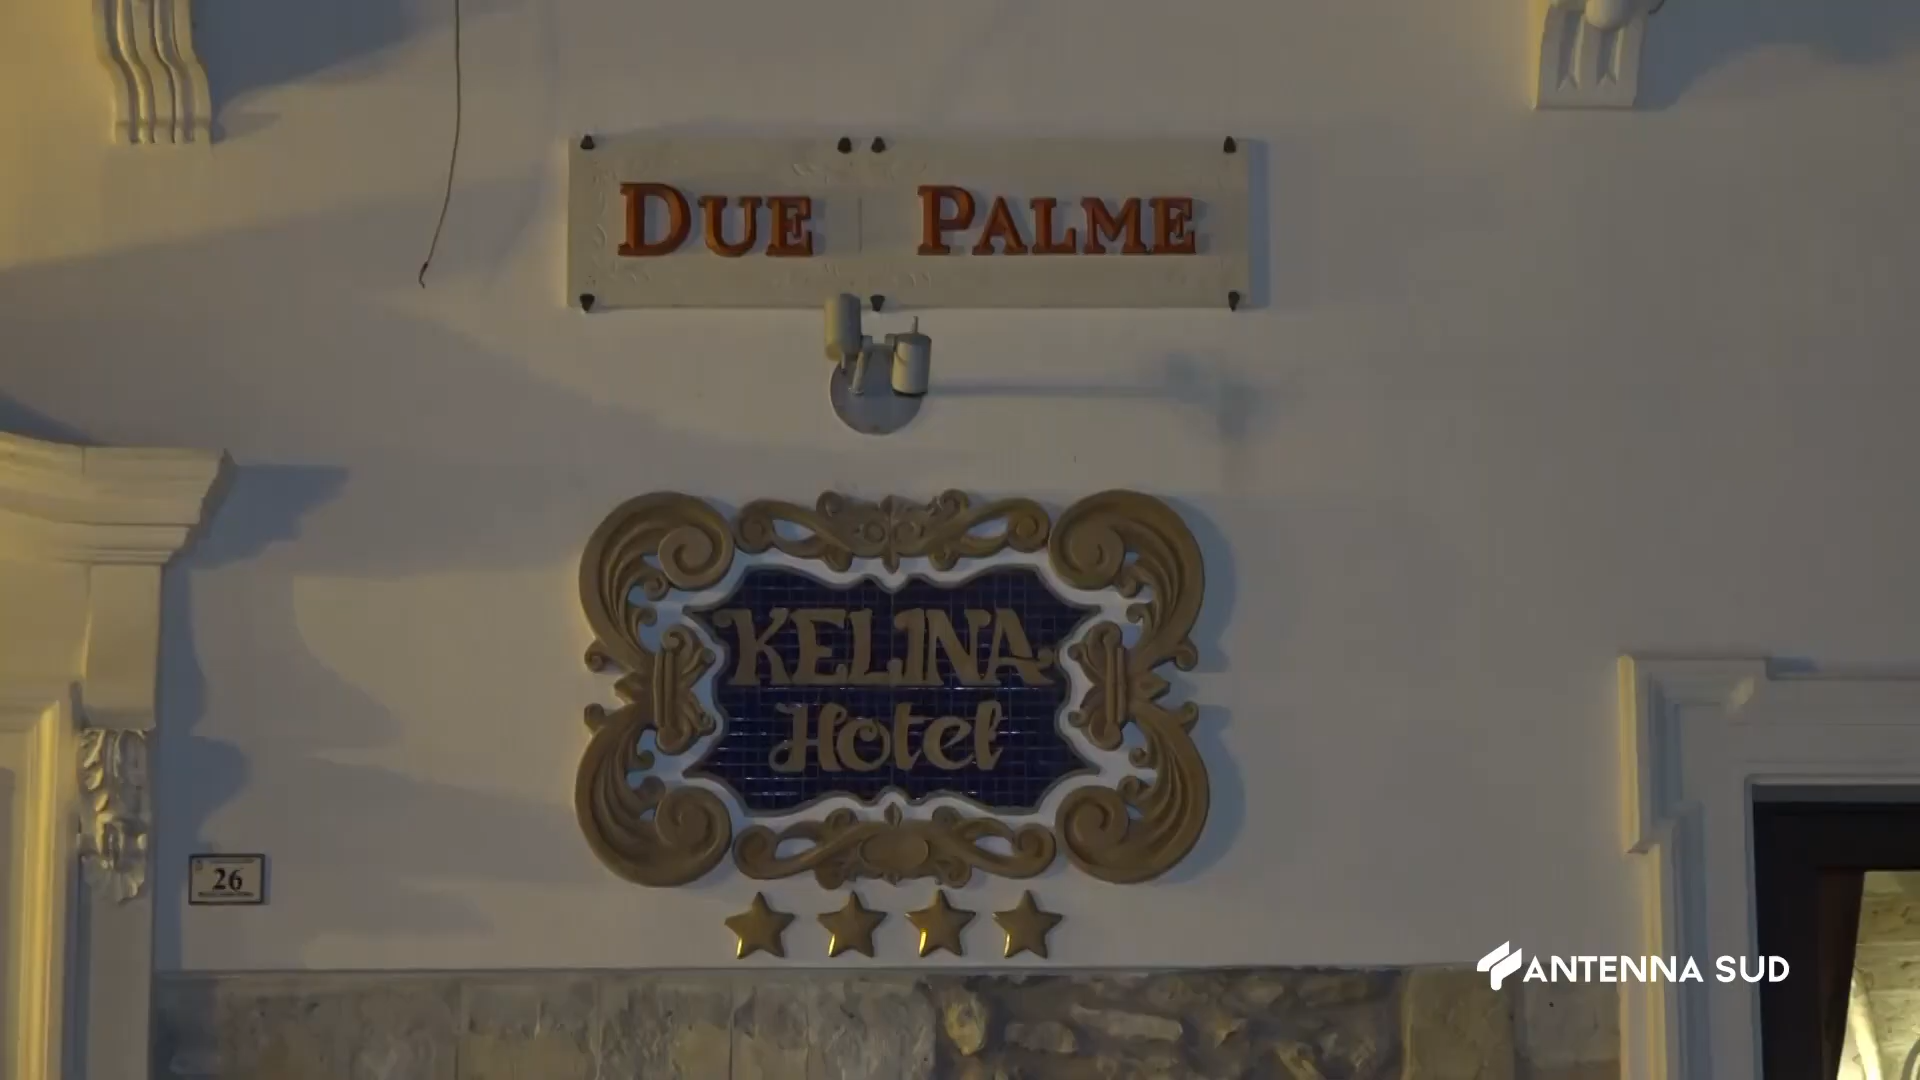 DUE PALME
KELINA
Hotel
26
ANTENNA SUD